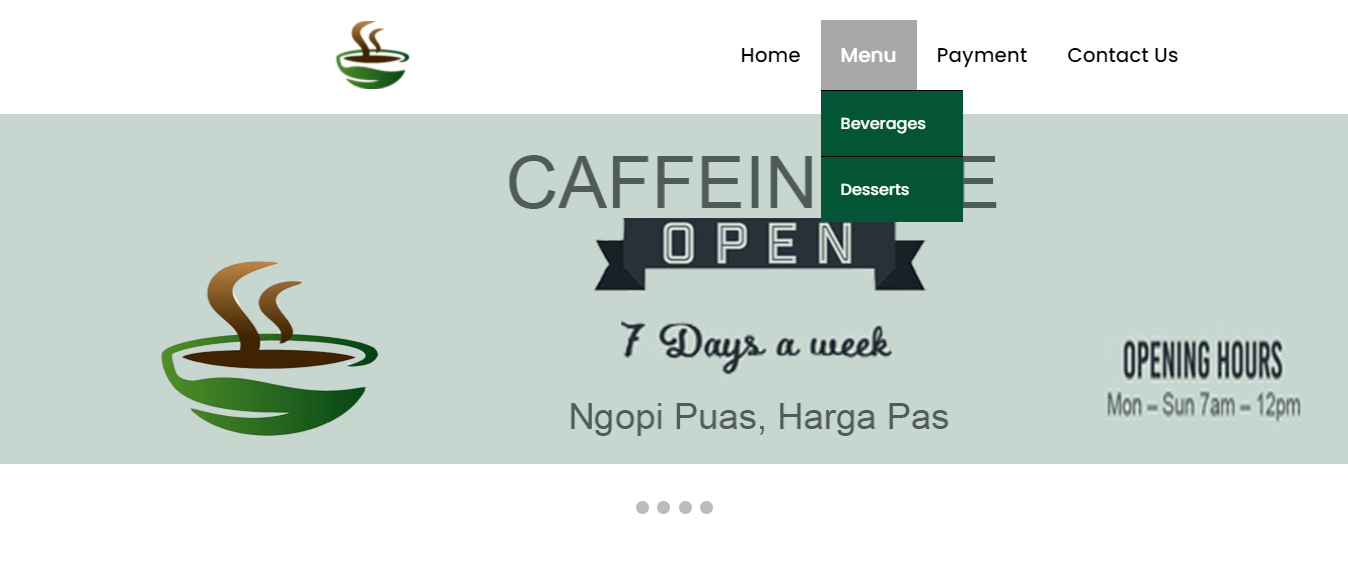 Home Menu Payment Contact Us
Beverages
Desserts
OPEN
7 Days a week
Ngopi Puas, Harga Pas
OPENING HOURS
Mon – Sun 7am – 12pm